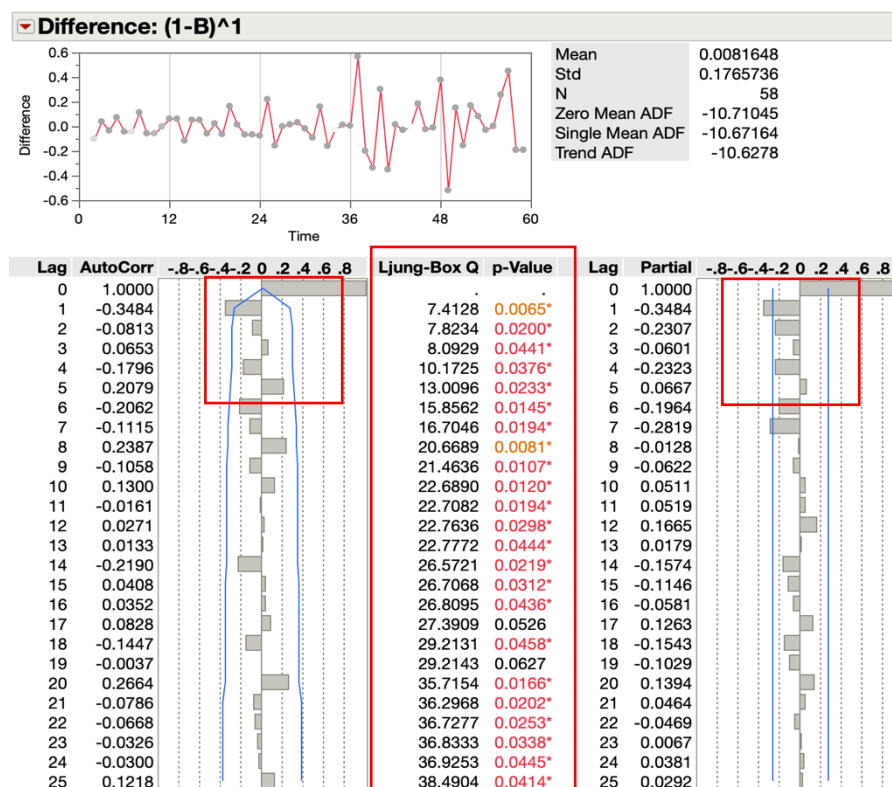 Difference: (1-B)^1
0.6
0.4
0.2
0.0
-0.2
-0.4
-0.6
Difference
0 12 24 36 48 60
Time
Mean 0.0081648
Std 0.1765736
N 58
Zero Mean ADF -10.71045
Single Mean ADF -10.67164
Trend ADF -10.6278
Lag AutoCorr -.8-.6-.4-.2 0 .2 .4 .6 .8 Ljung-Box Q p-Value Lag Partial -.8-.6-.4-.2 0 .2 .4 .6 .8
0 1.0000 . . 0 1.0000
1 -0.3484 7.4128 0.0065* 1 -0.3484
2 -0.0813 7.8234 0.0200* 2 -0.2307
3 0.0653 8.0929 0.0441* 3 -0.0601
4 -0.1796 10.1725 0.0376* 4 -0.2323
5 0.2079 13.0096 0.0233* 5 0.0667
6 -0.2062 15.8562 0.0145* 6 -0.1964
7 -0.1115 16.7046 0.0194* 7 -0.2819
8 0.2387 20.6689 0.0081* 8 -0.0128
9 -0.1058 21.4636 0.0107* 9 -0.0622
10 0.1300 22.6890 0.0120* 10 0.0511
11 -0.0161 22.7082 0.0194* 11 0.0519
12 0.0271 22.7636 0.0298* 12 0.1665
13 0.0133 22.7772 0.0444* 13 0.0179
14 -0.2190 26.5721 0.0219* 14 -0.1574
15 0.0408 26.7068 0.0312* 15 -0.1146
16 0.0352 26.8095 0.0436* 16 -0.0581
17 0.0828 27.3909 0.0526 17 0.1263
18 -0.1447 29.2131 0.0458* 18 -0.1543
19 -0.0037 29.2143 0.0627 19 -0.1029
20 0.2664 35.7154 0.0166* 20 0.1394
21 -0.0786 36.2968 0.0202* 21 0.0464
22 -0.0668 36.7277 0.0253* 22 -0.0469
23 -0.0326 36.8333 0.0338* 23 0.0067
24 -0.0300 36.9253 0.0445* 24 0.0381
25 0.1218 38.4904 0.0414* 25 0.0292